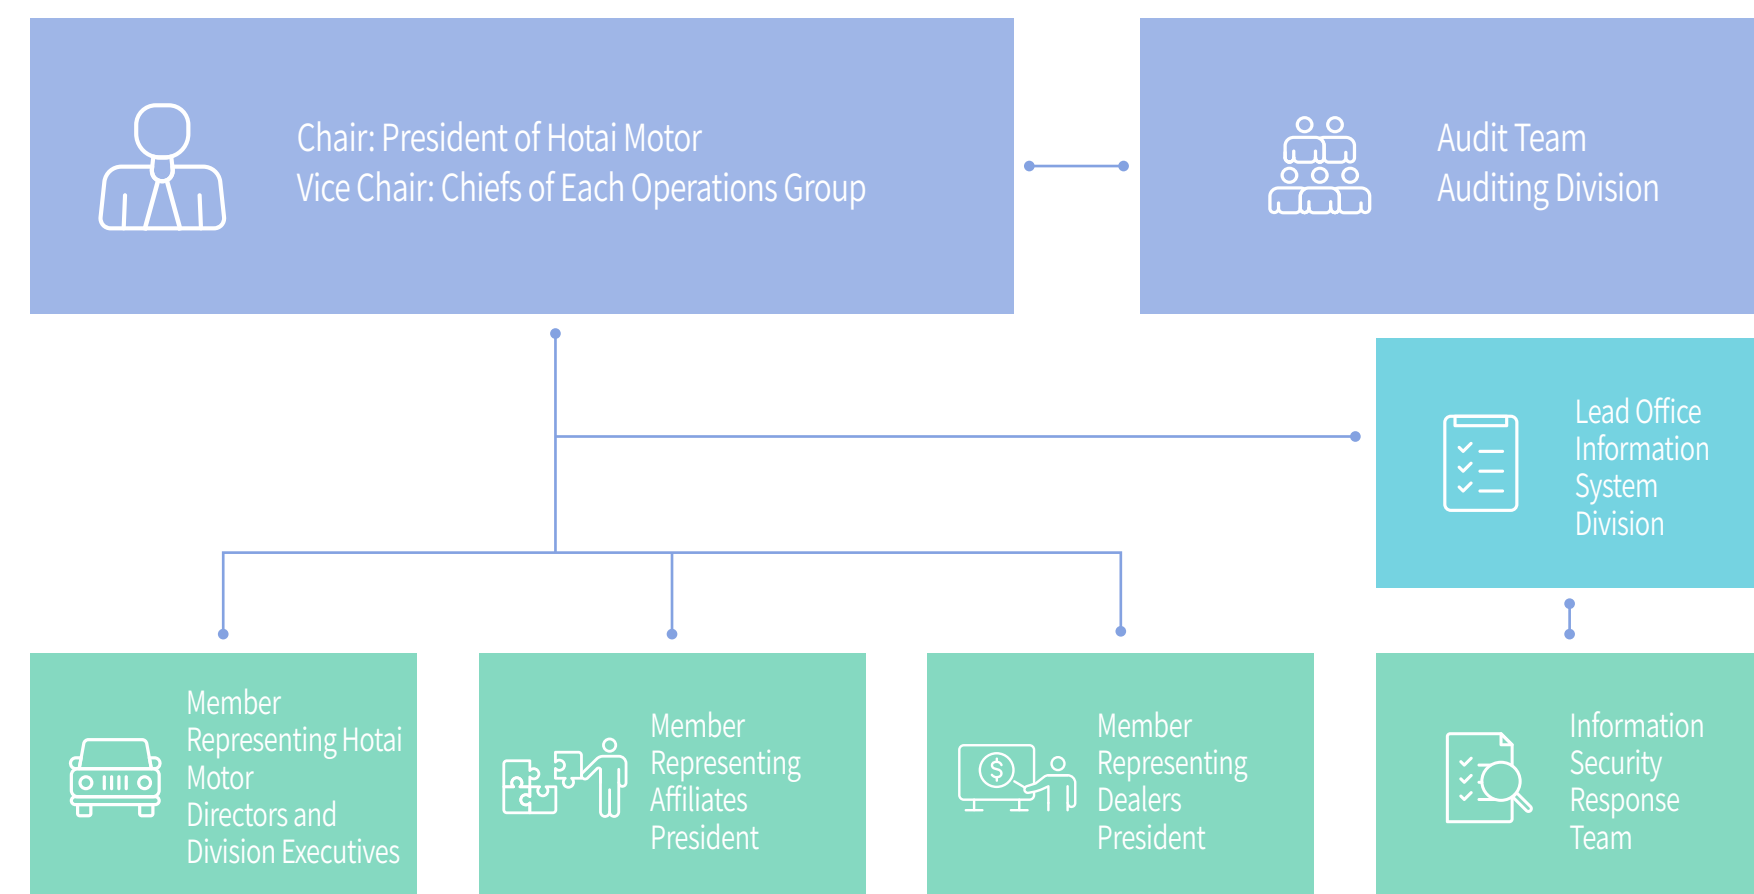 Chair: President of Hotai Motor
Vice Chair: Chiefs of Each Operations Group
Audit Team
Auditing Division
Lead Office
Information
System
Division
Member
Representing Hotai
Motor
Directors and
Division Executives
Member
Representing
Affiliates
President
Member
Representing
Dealers
President
Information
Security
Response
Team